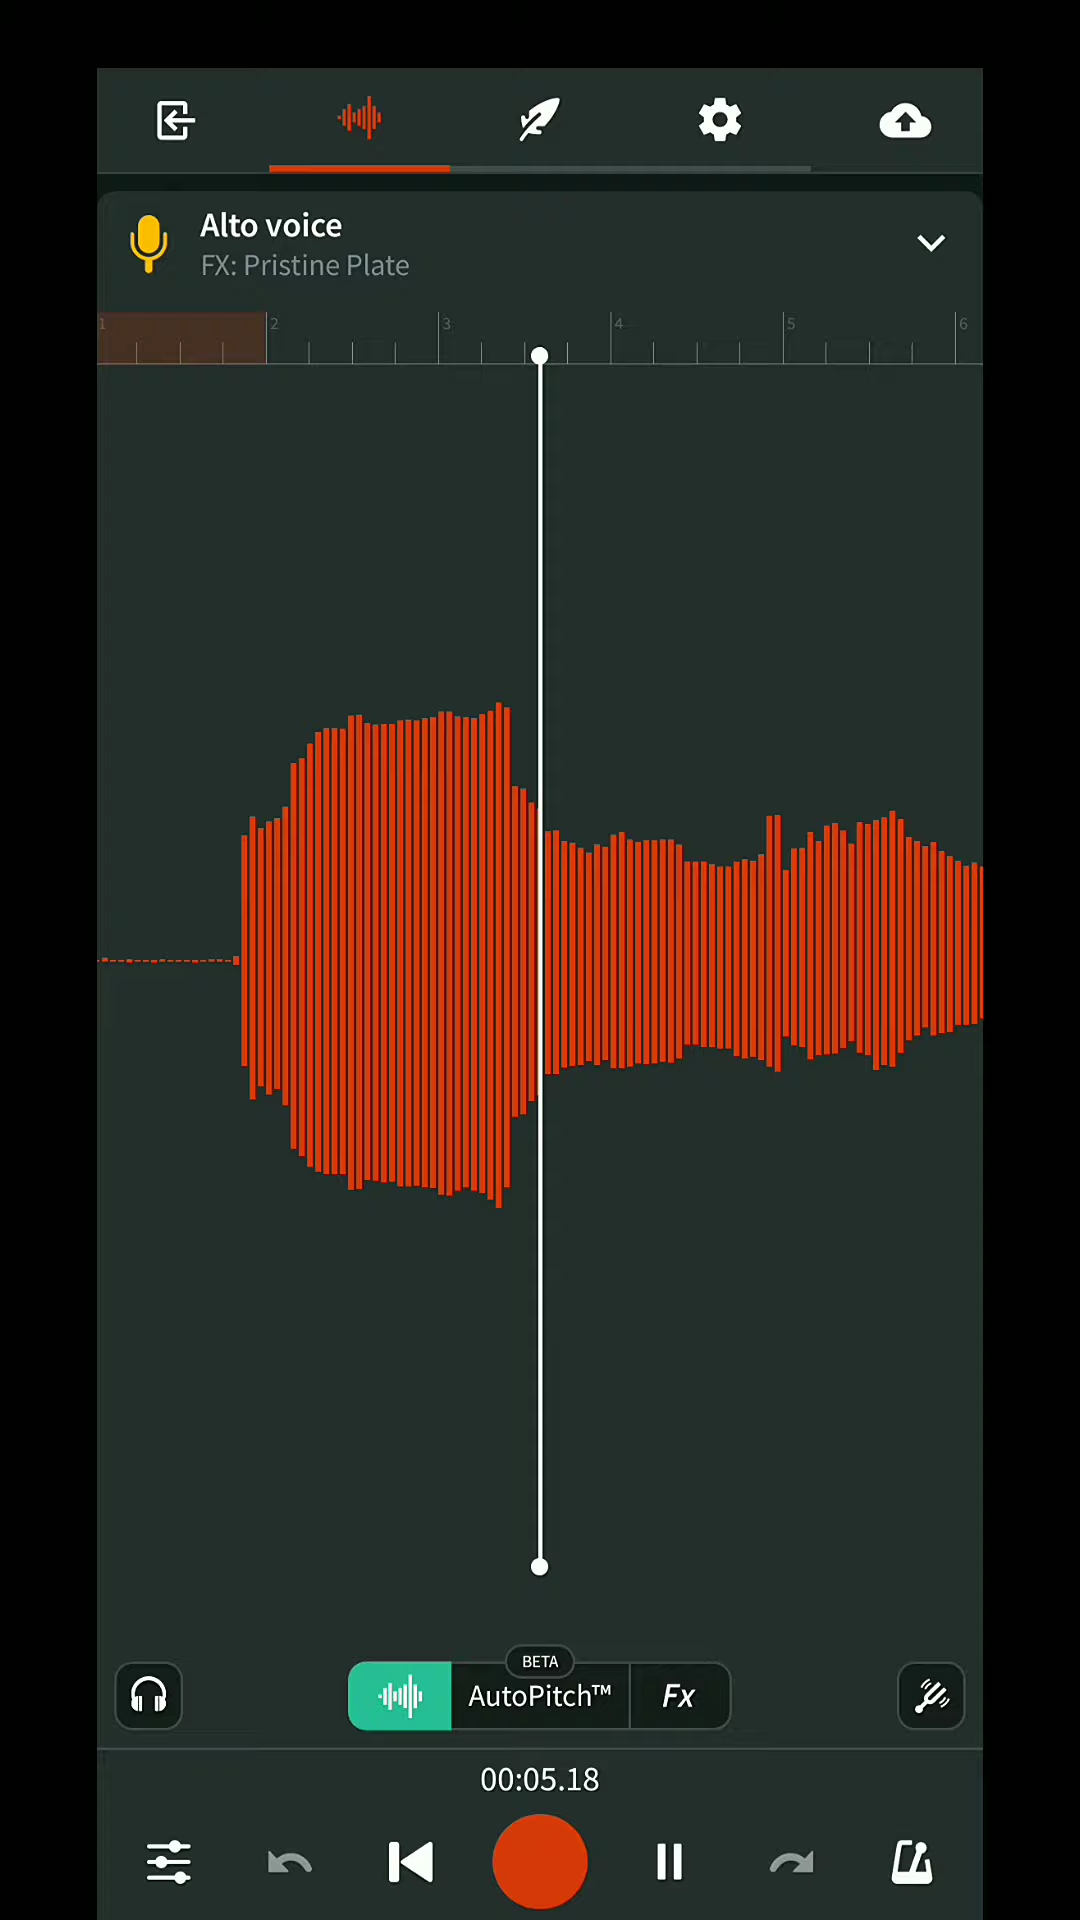 Alto voice
FX: Pristine Plate
1 2 3 4 5 6
BETA
AutoPitch™ Fx
00:05.18